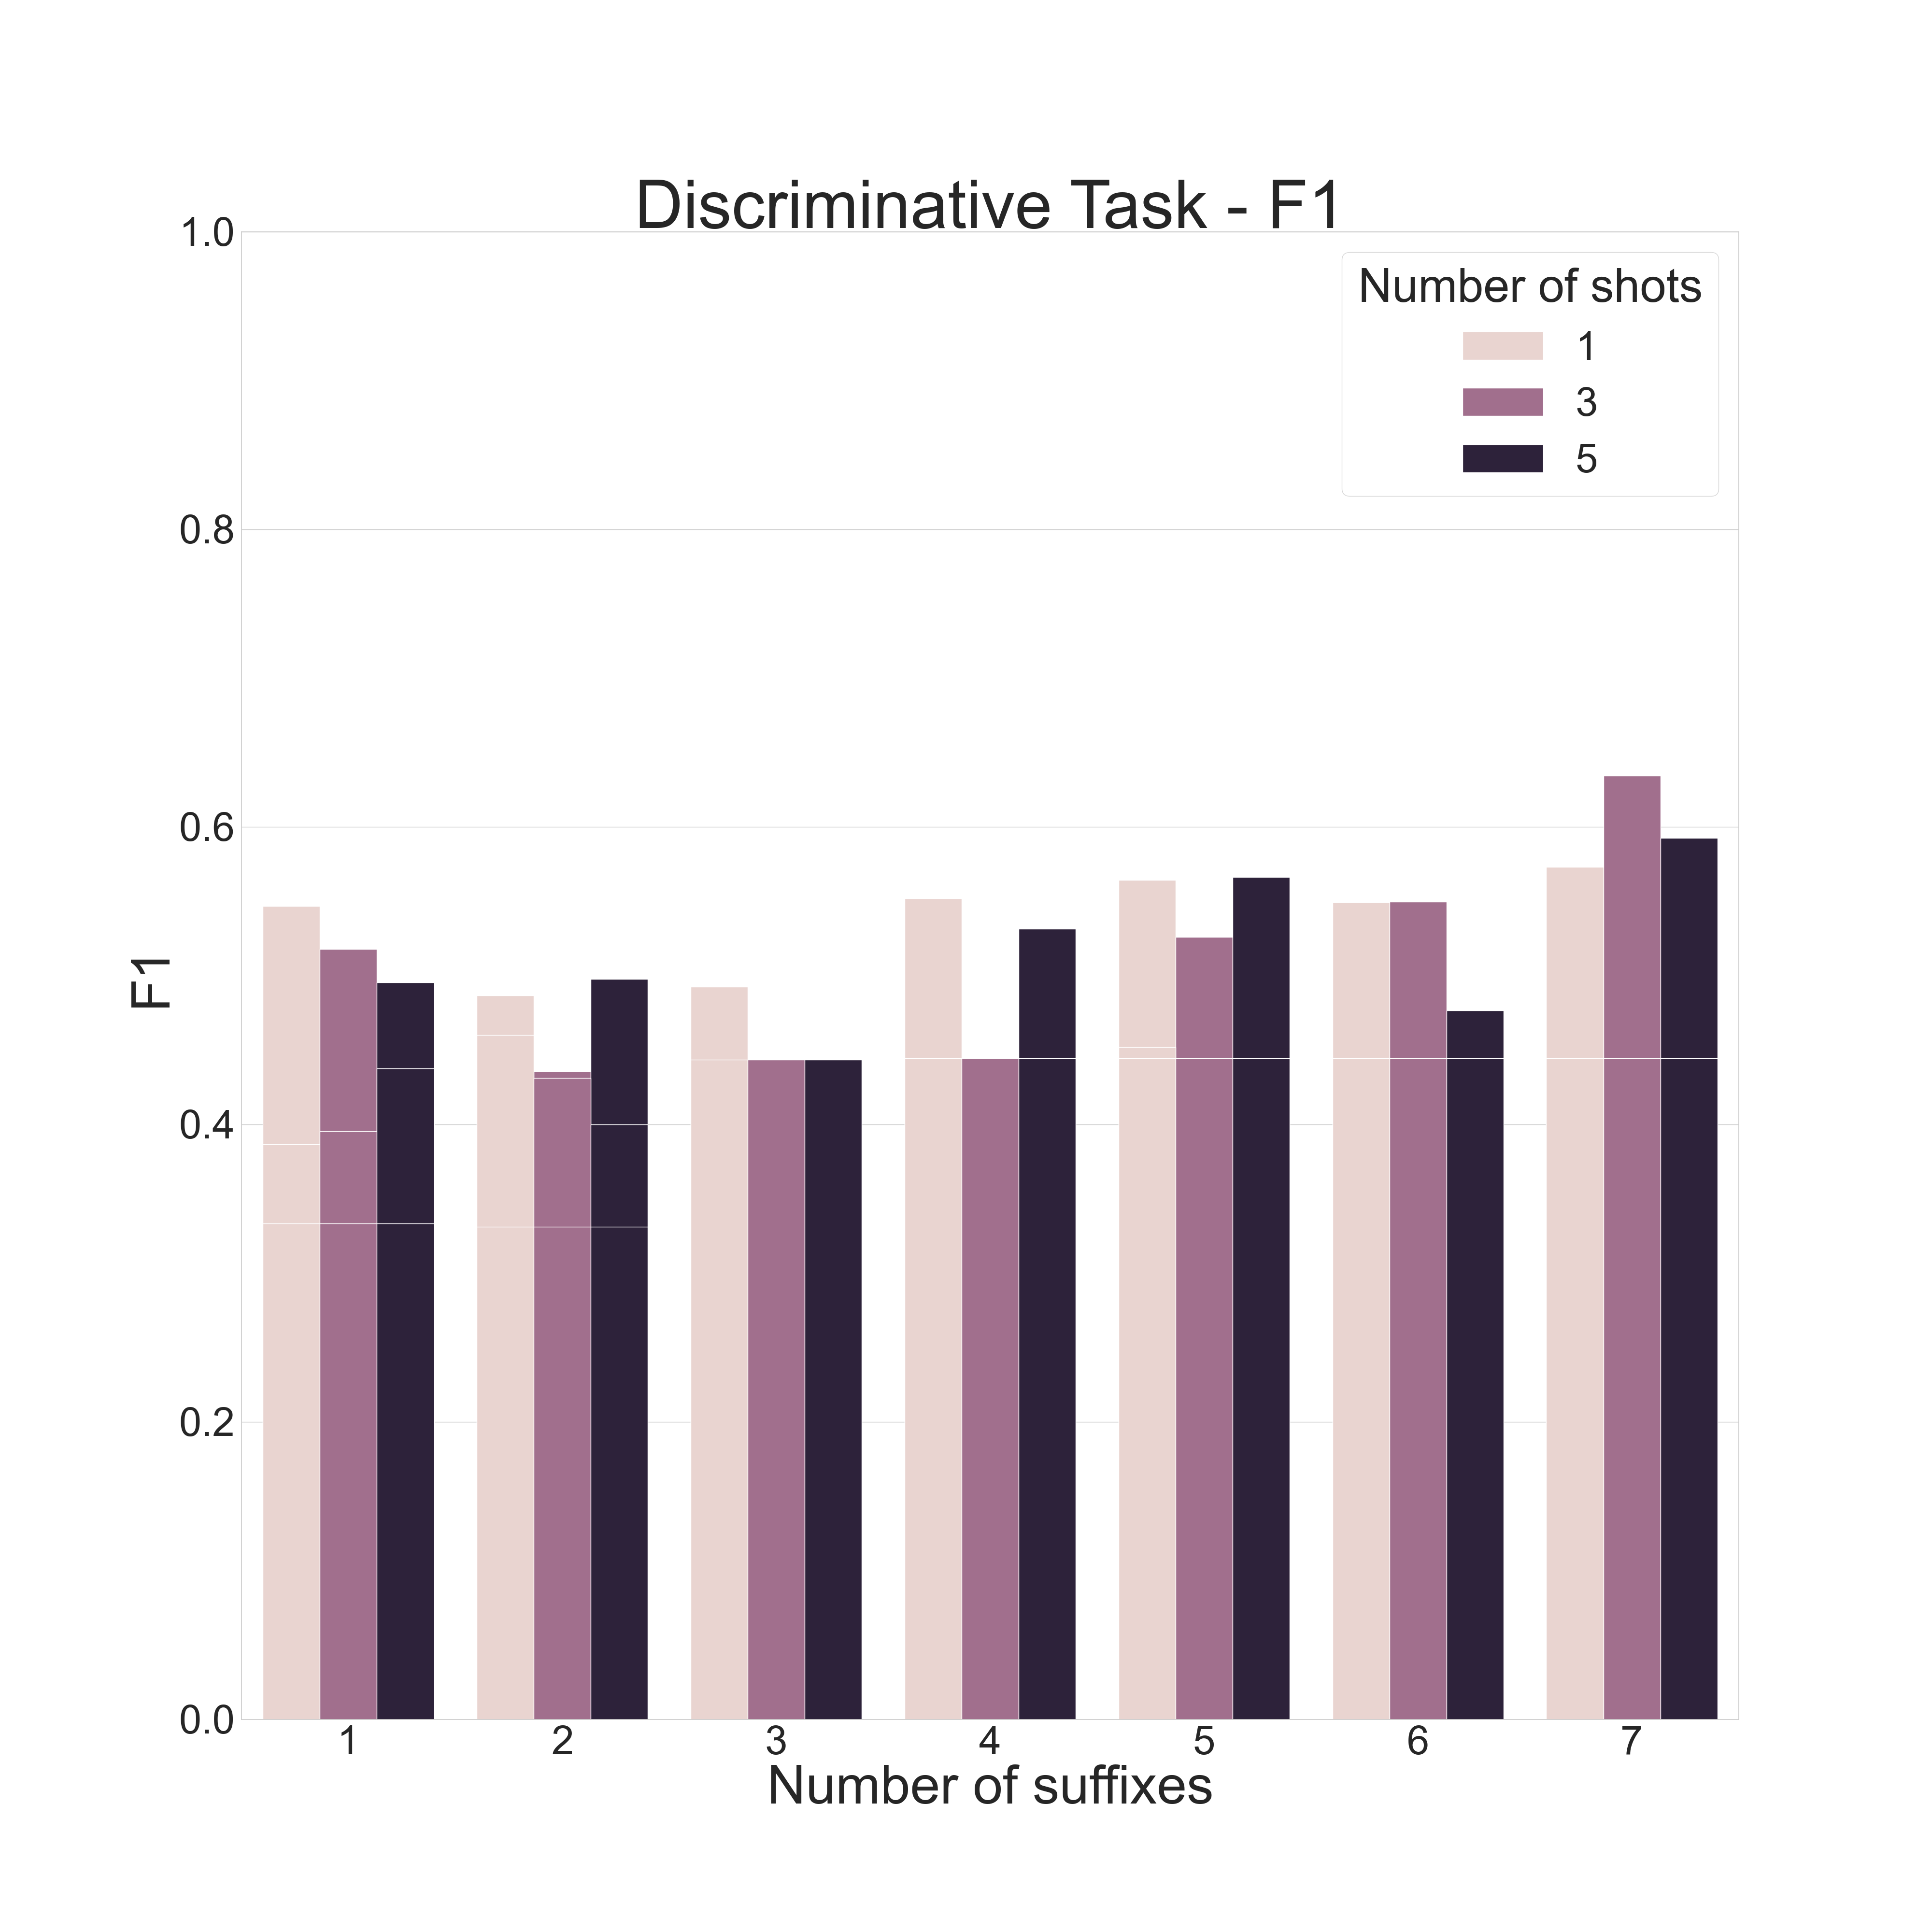 Discriminative Task - F1
1.0
0.8
0.6
0.4
0.2
0.0
F1
Number of shots
1
3
5
1 2 3 4 5 6 7
Number of suffixes